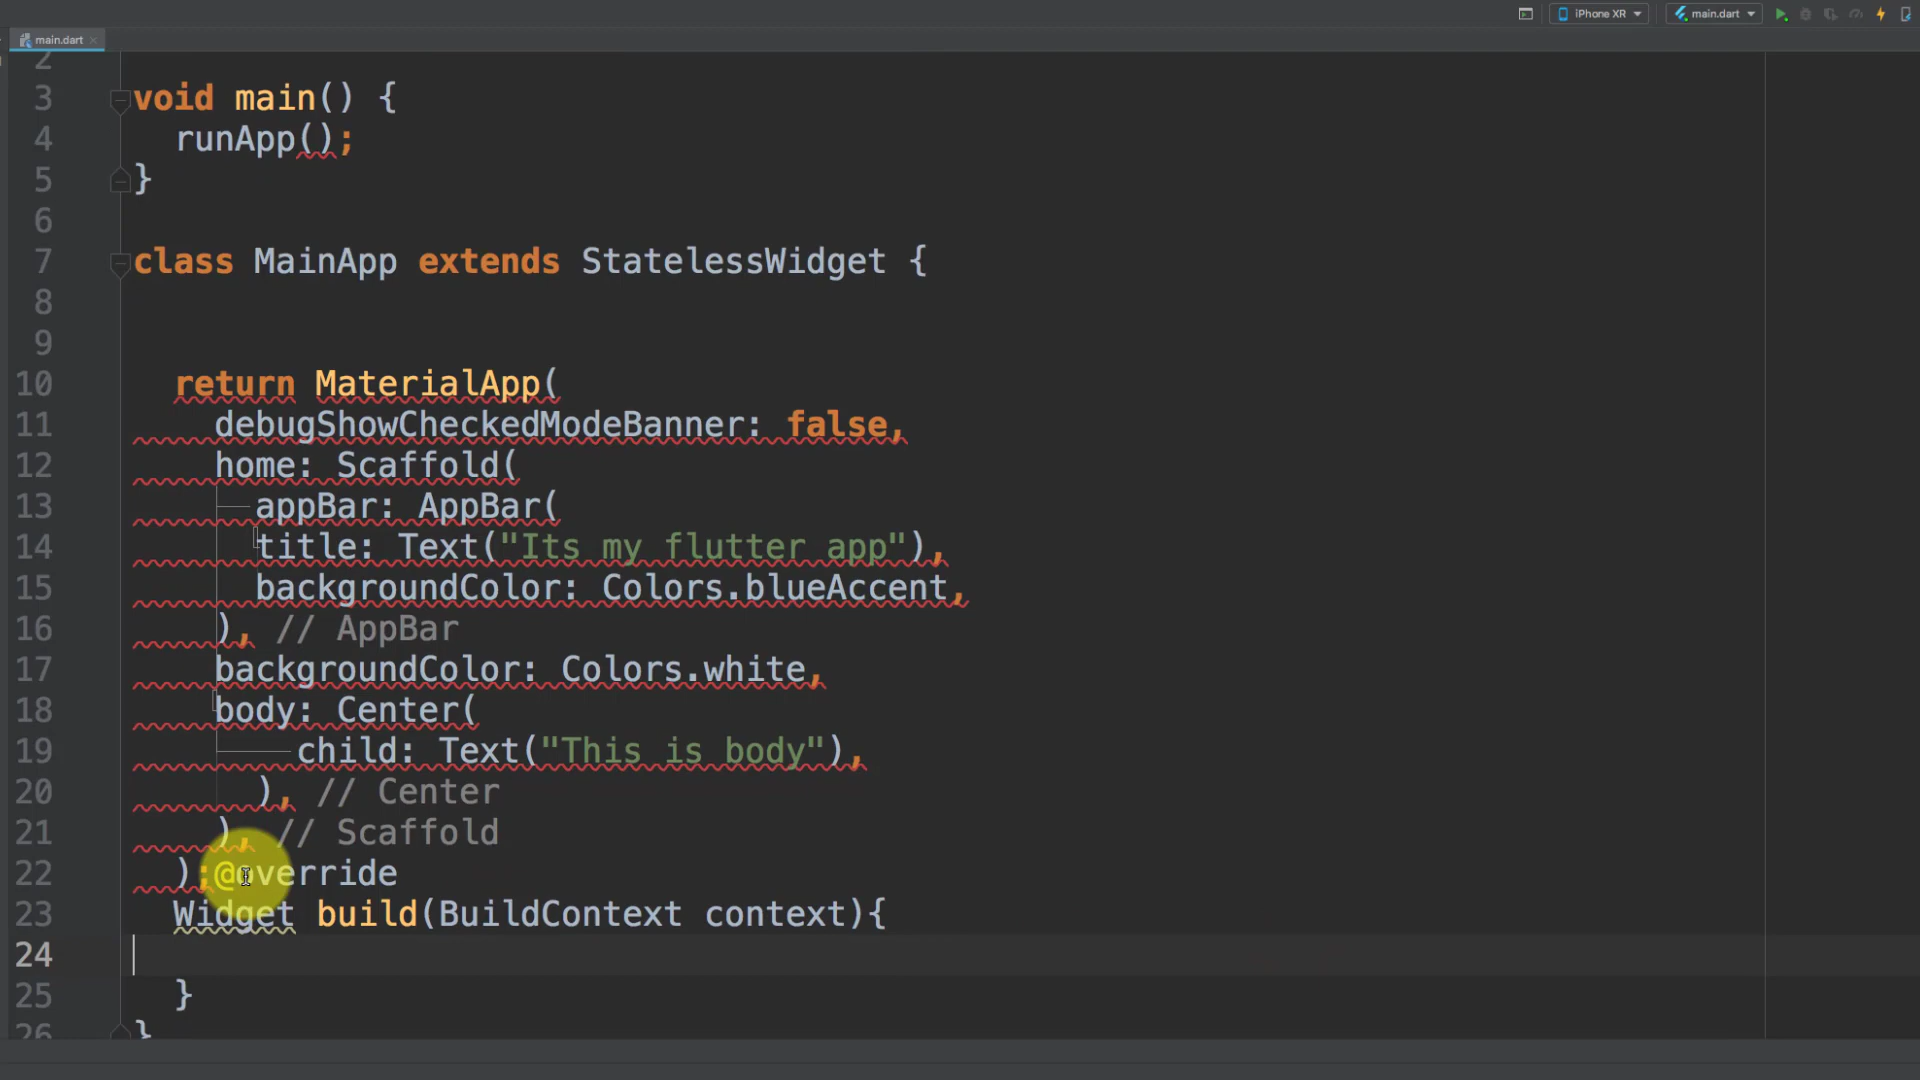 iPhone XR main.dart
main.dart
2
3 void main() {
4 runApp();
5 }
6
7 class MainApp extends StatelessWidget {
8
9
10 return MaterialApp(
11 debugShowCheckedModeBanner: false,
12 home: Scaffold(
13 appBar: AppBar(
14 title: Text("Its my flutter app"),
15 backgroundColor: Colors.blueAccent,
16 ), // AppBar
17 backgroundColor: Colors.white,
18 body: Center(
19 child: Text("This is body"),
20 ), // Center
21 ), // Scaffold
22 );@override
23 Widget build(BuildContext context){
24
25 }
26 }